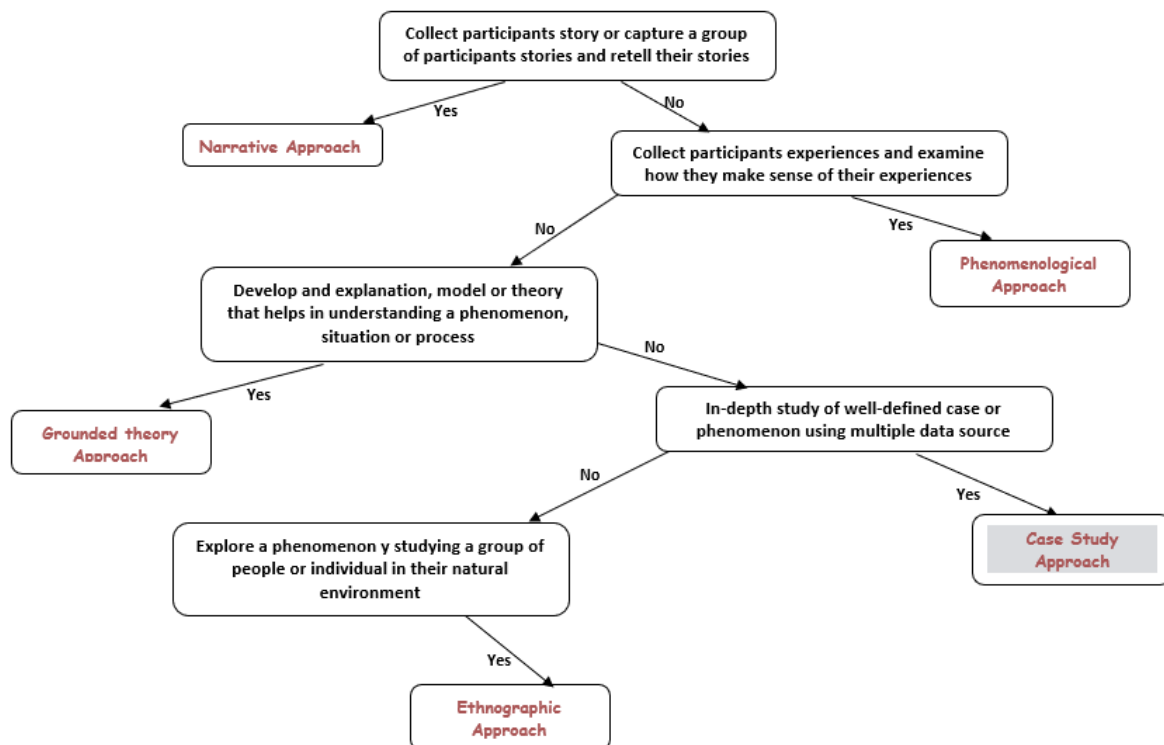 Collect participants story or capture a group
of participants stories and retell their stories
Yes
No
Narrative Approach
Collect participants experiences and examine
how they make sense of their experiences
No
Yes
Phenomenological
Approach
Develop and explanation, model or theory
that helps in understanding a phenomenon,
situation or process
No
Yes
Grounded theory
Approach
In-depth study of well-defined case or
phenomenon using multiple data source
No
Yes
Case Study
Approach
Explore a phenomenon y studying a group of
people or individual in their natural
environment
Yes
Ethnographic
Approach